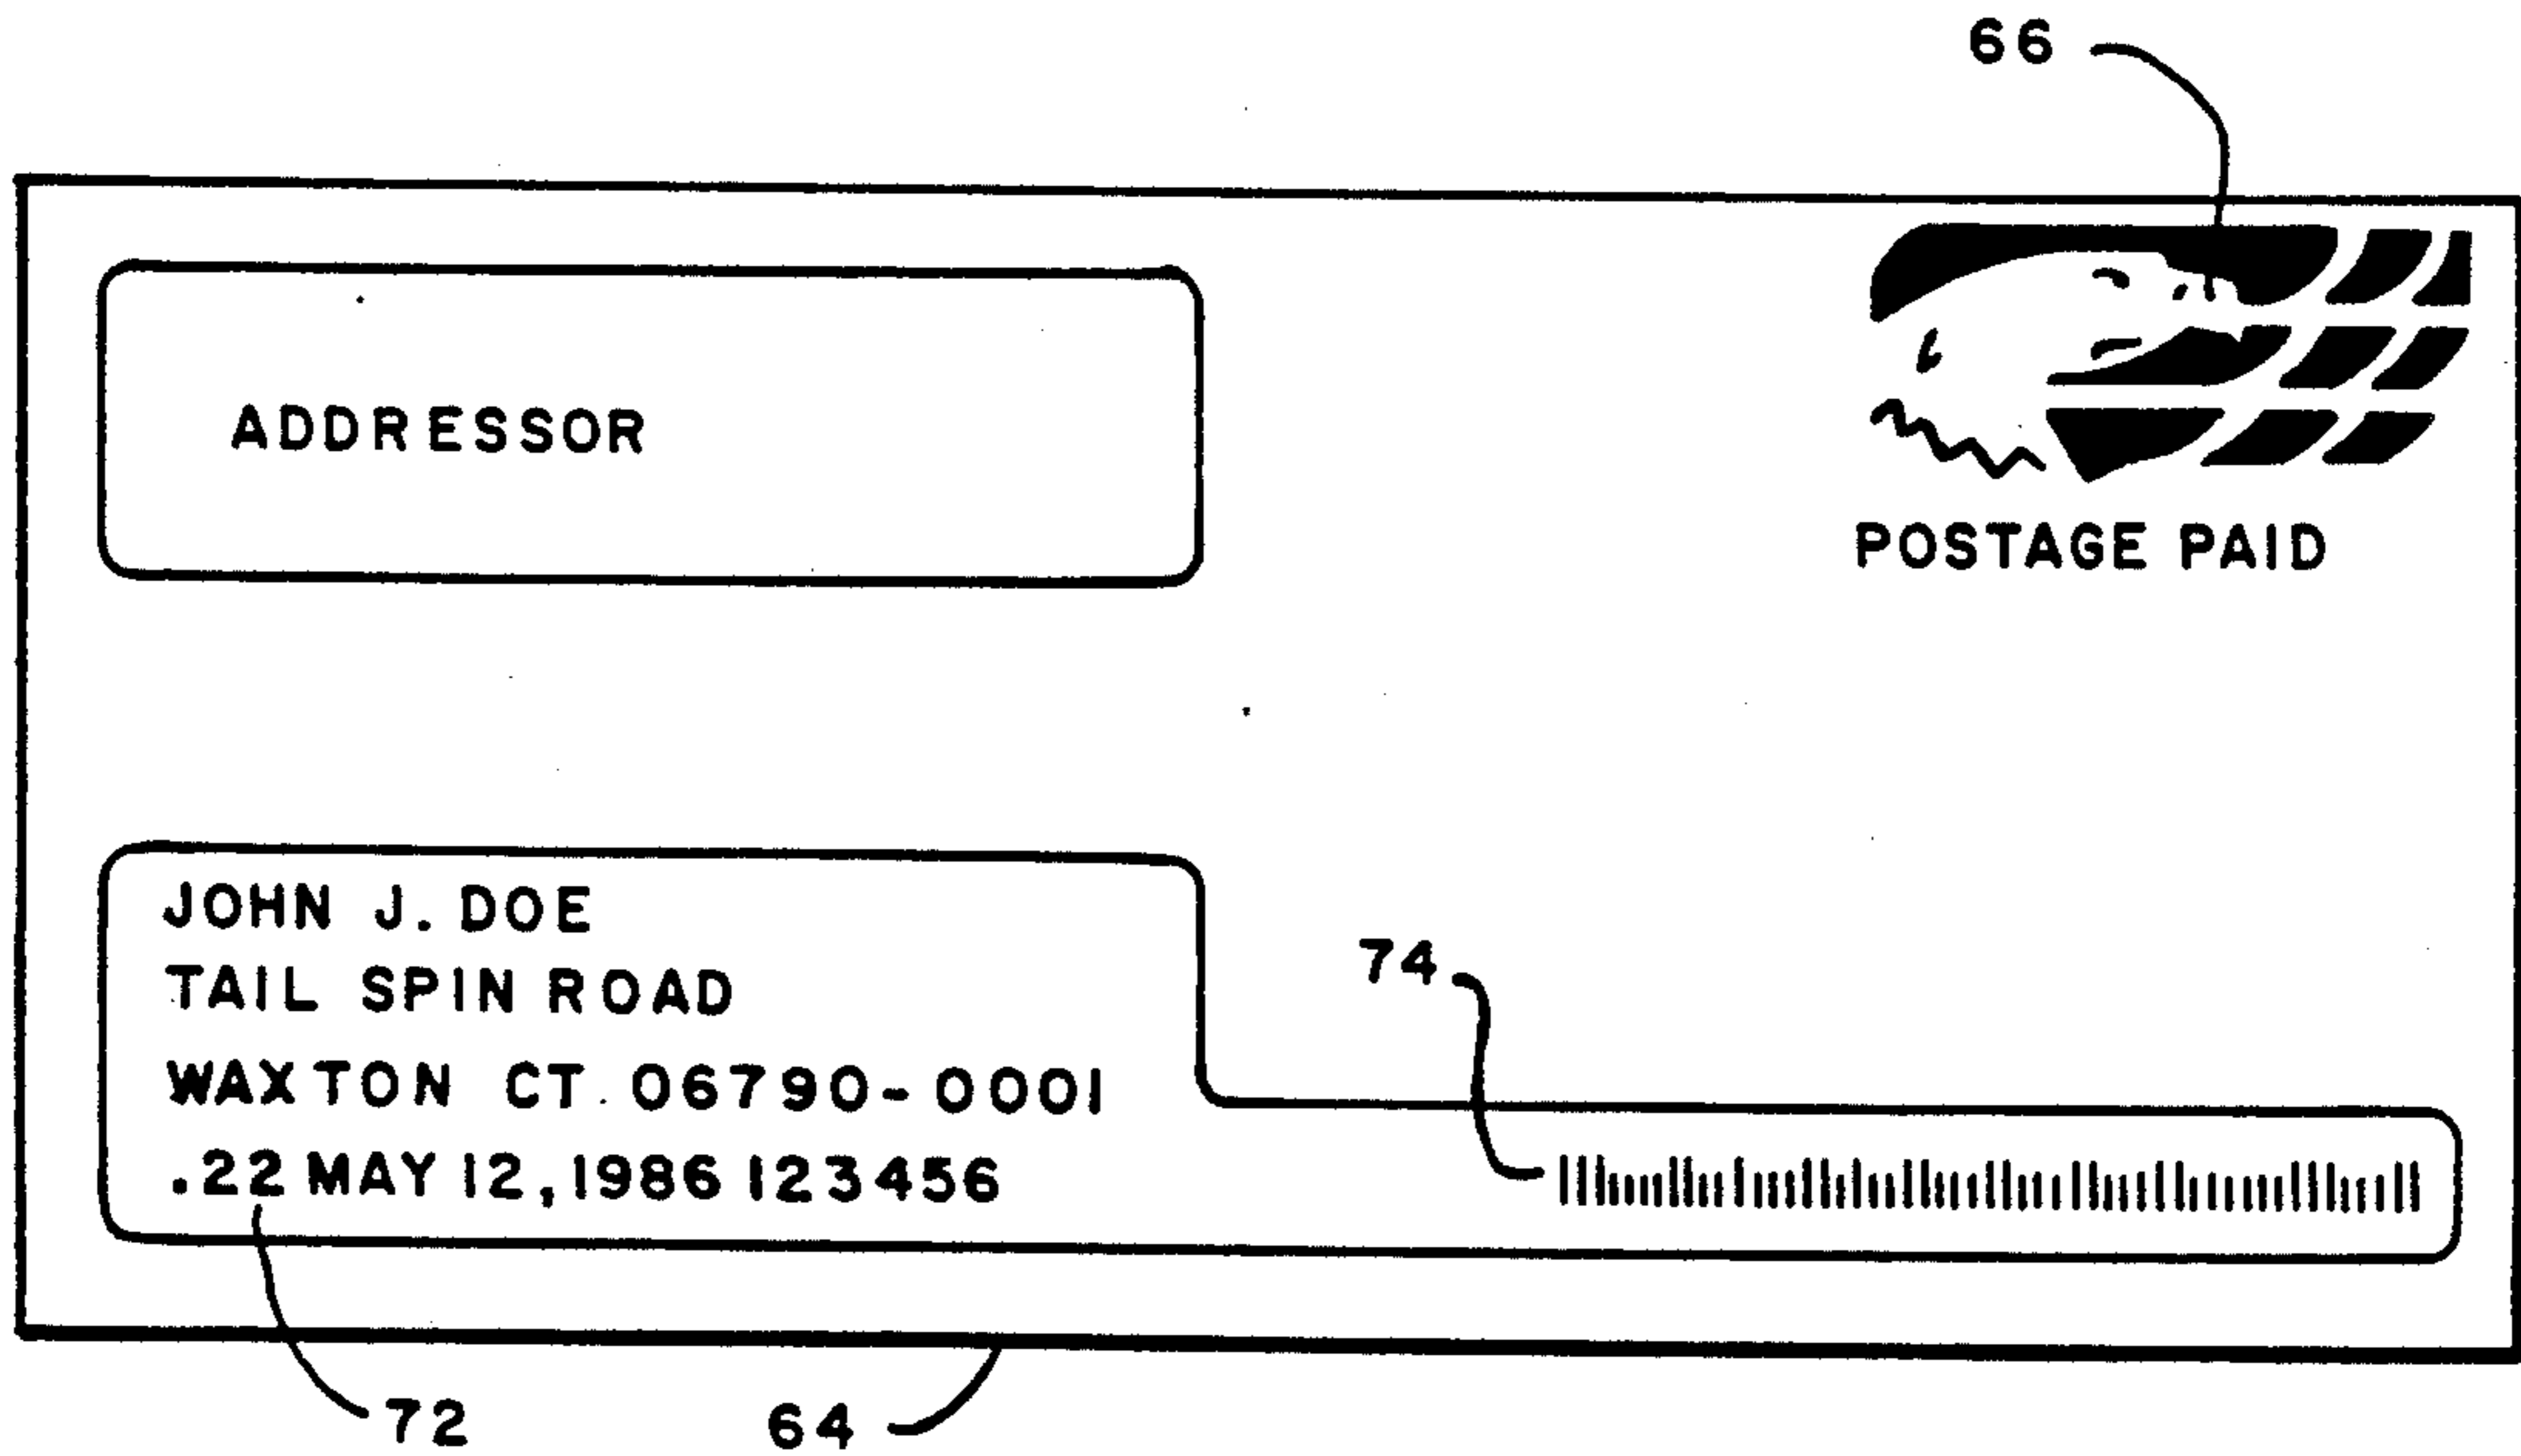 66
ADDRESSOR
POSTAGE PAID
JOHN J. DOE
TAIL SPIN ROAD
WAXTON CT. 06790-0001
74
.22 MAY 12, 1986 123456
72
64